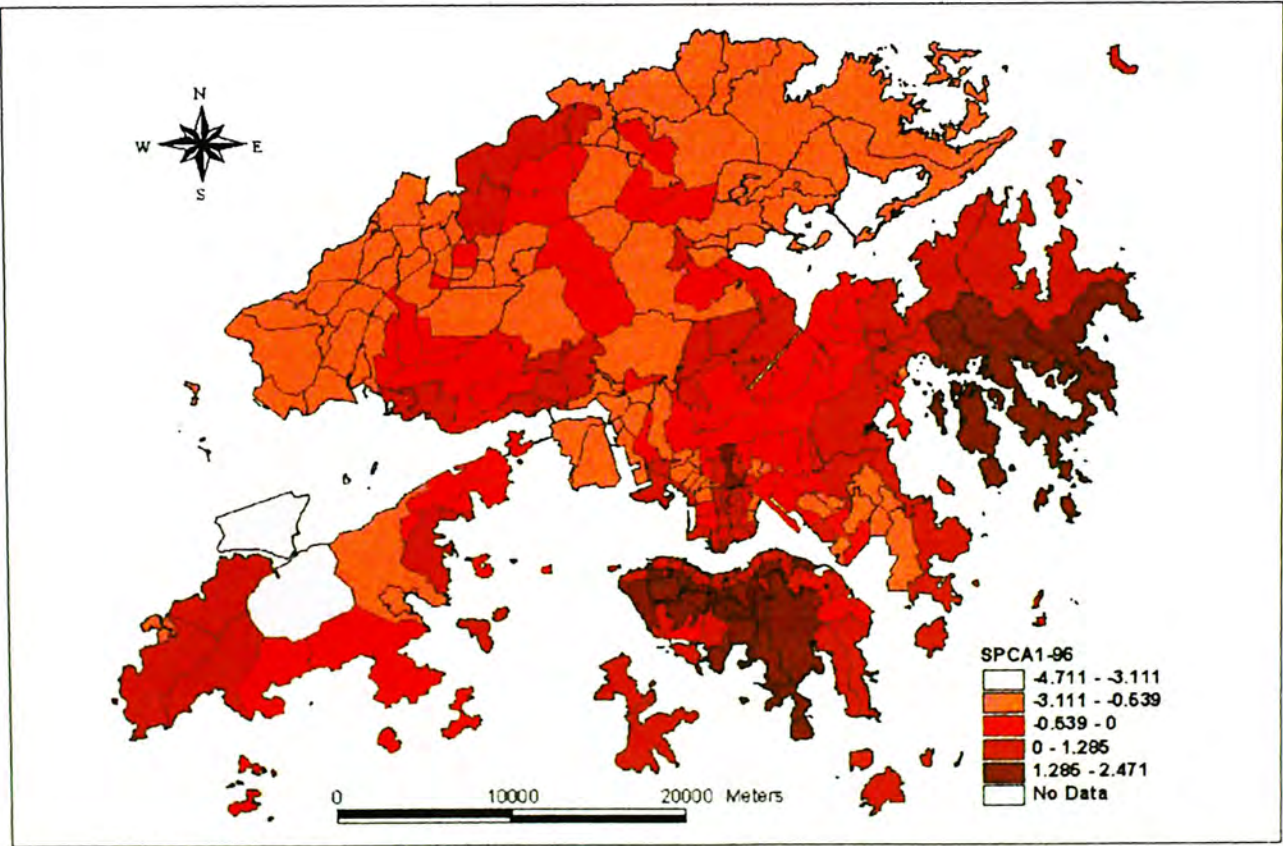 N
W E
S
SPCA1-96
-4.711 - -3.111
-3.111 - -0.639
-0.639 - 0
0 - 1.285
1.285 - 2.471
No Data
0 10000 20000 Meters